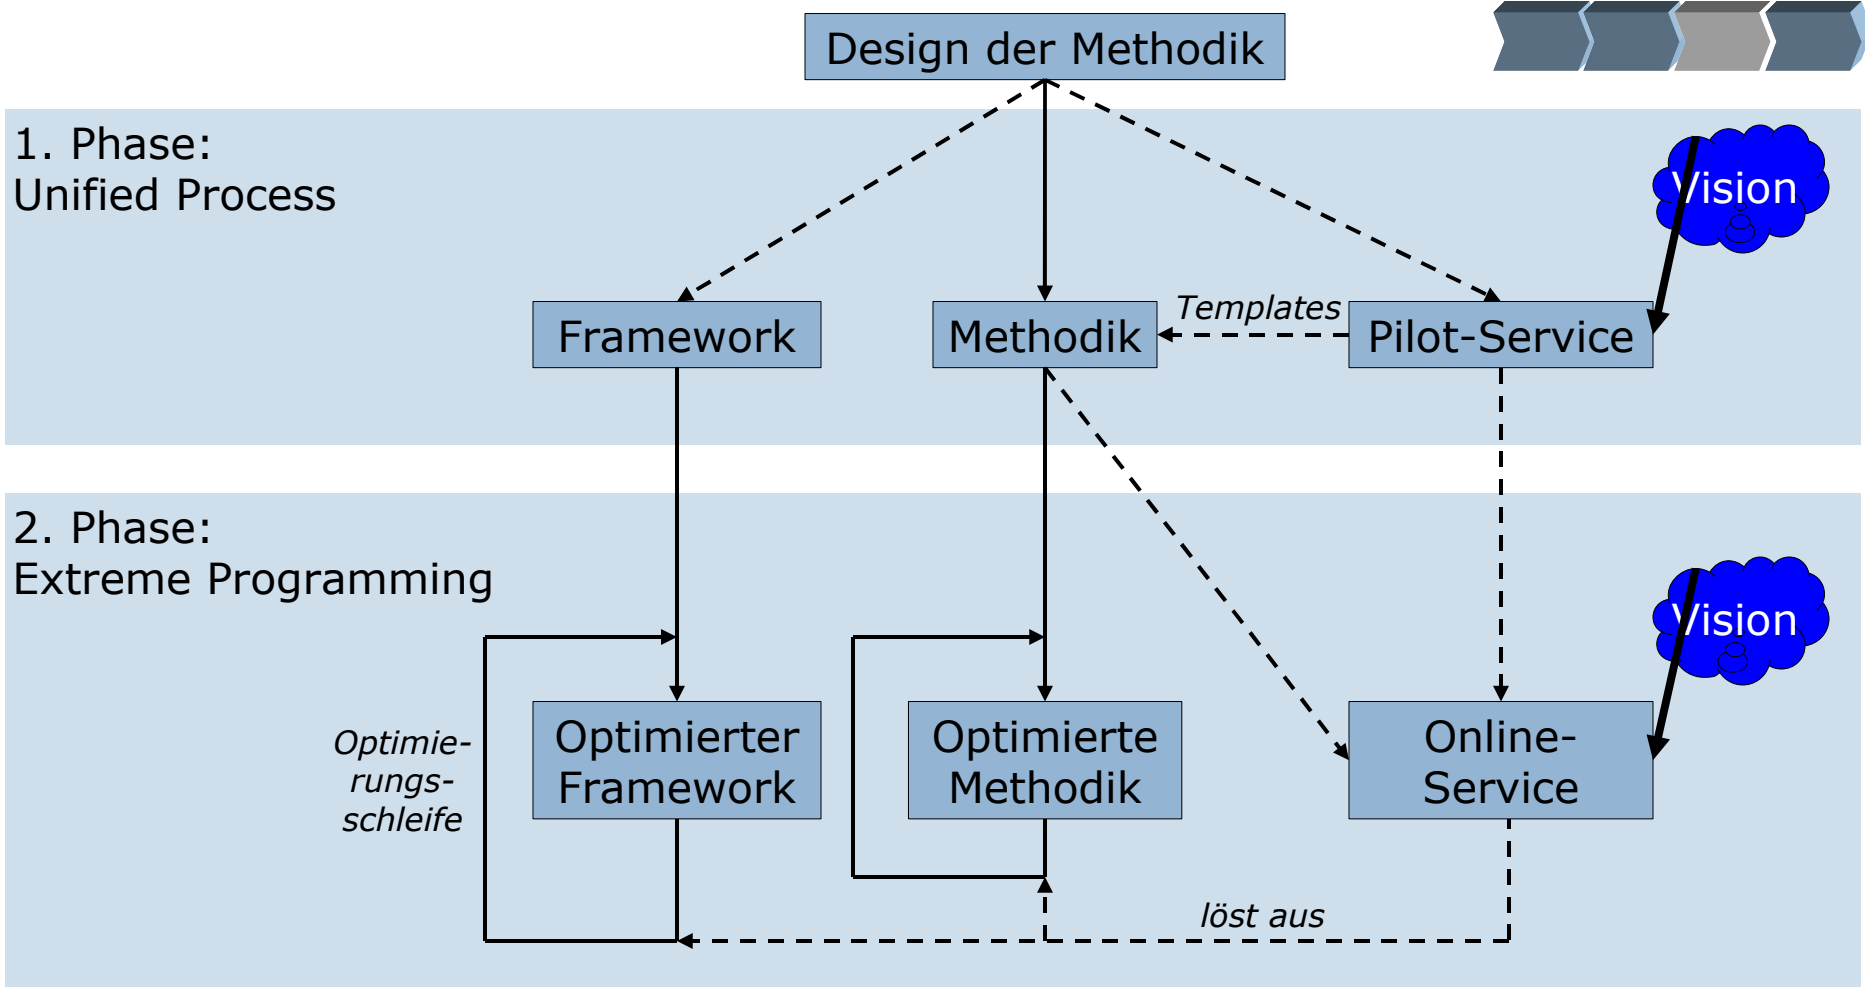 Design der Methodik
1. Phase:
Unified Process
Vision
Templates
Framework
Methodik
Pilot-Service
2. Phase:
Extreme Programming
Vision
Optimie-
rungs-
schleife
Optimierter
Framework
Optimierte
Methodik
Online-
Service
löst aus